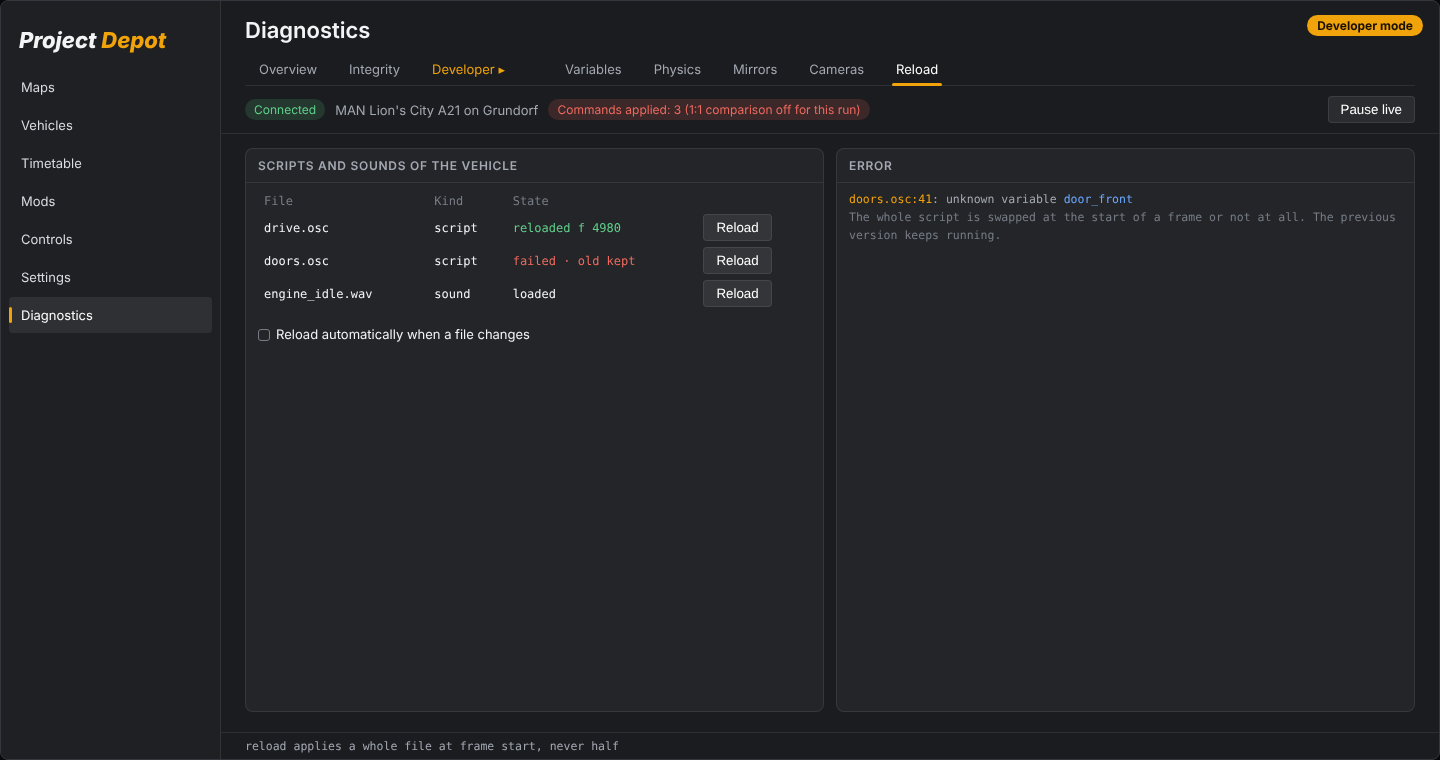 Project Depot
Maps
Vehicles
Timetable
Mods
Controls
Settings
Diagnostics
Diagnostics
Developer mode
Overview Integrity Developer ▸ Variables Physics Mirrors Cameras Reload
Connected MAN Lion's City A21 on Grundorf Commands applied: 3 (1:1 comparison off for this run) Pause live
SCRIPTS AND SOUNDS OF THE VEHICLE
File Kind State
drive.osc script reloaded f 4980 Reload
doors.osc script failed · old kept Reload
engine_idle.wav sound loaded Reload
Reload automatically when a file changes
ERROR
doors.osc:41: unknown variable door_front
The whole script is swapped at the start of a frame or not at all. The previous
version keeps running.
reload applies a whole file at frame start, never half